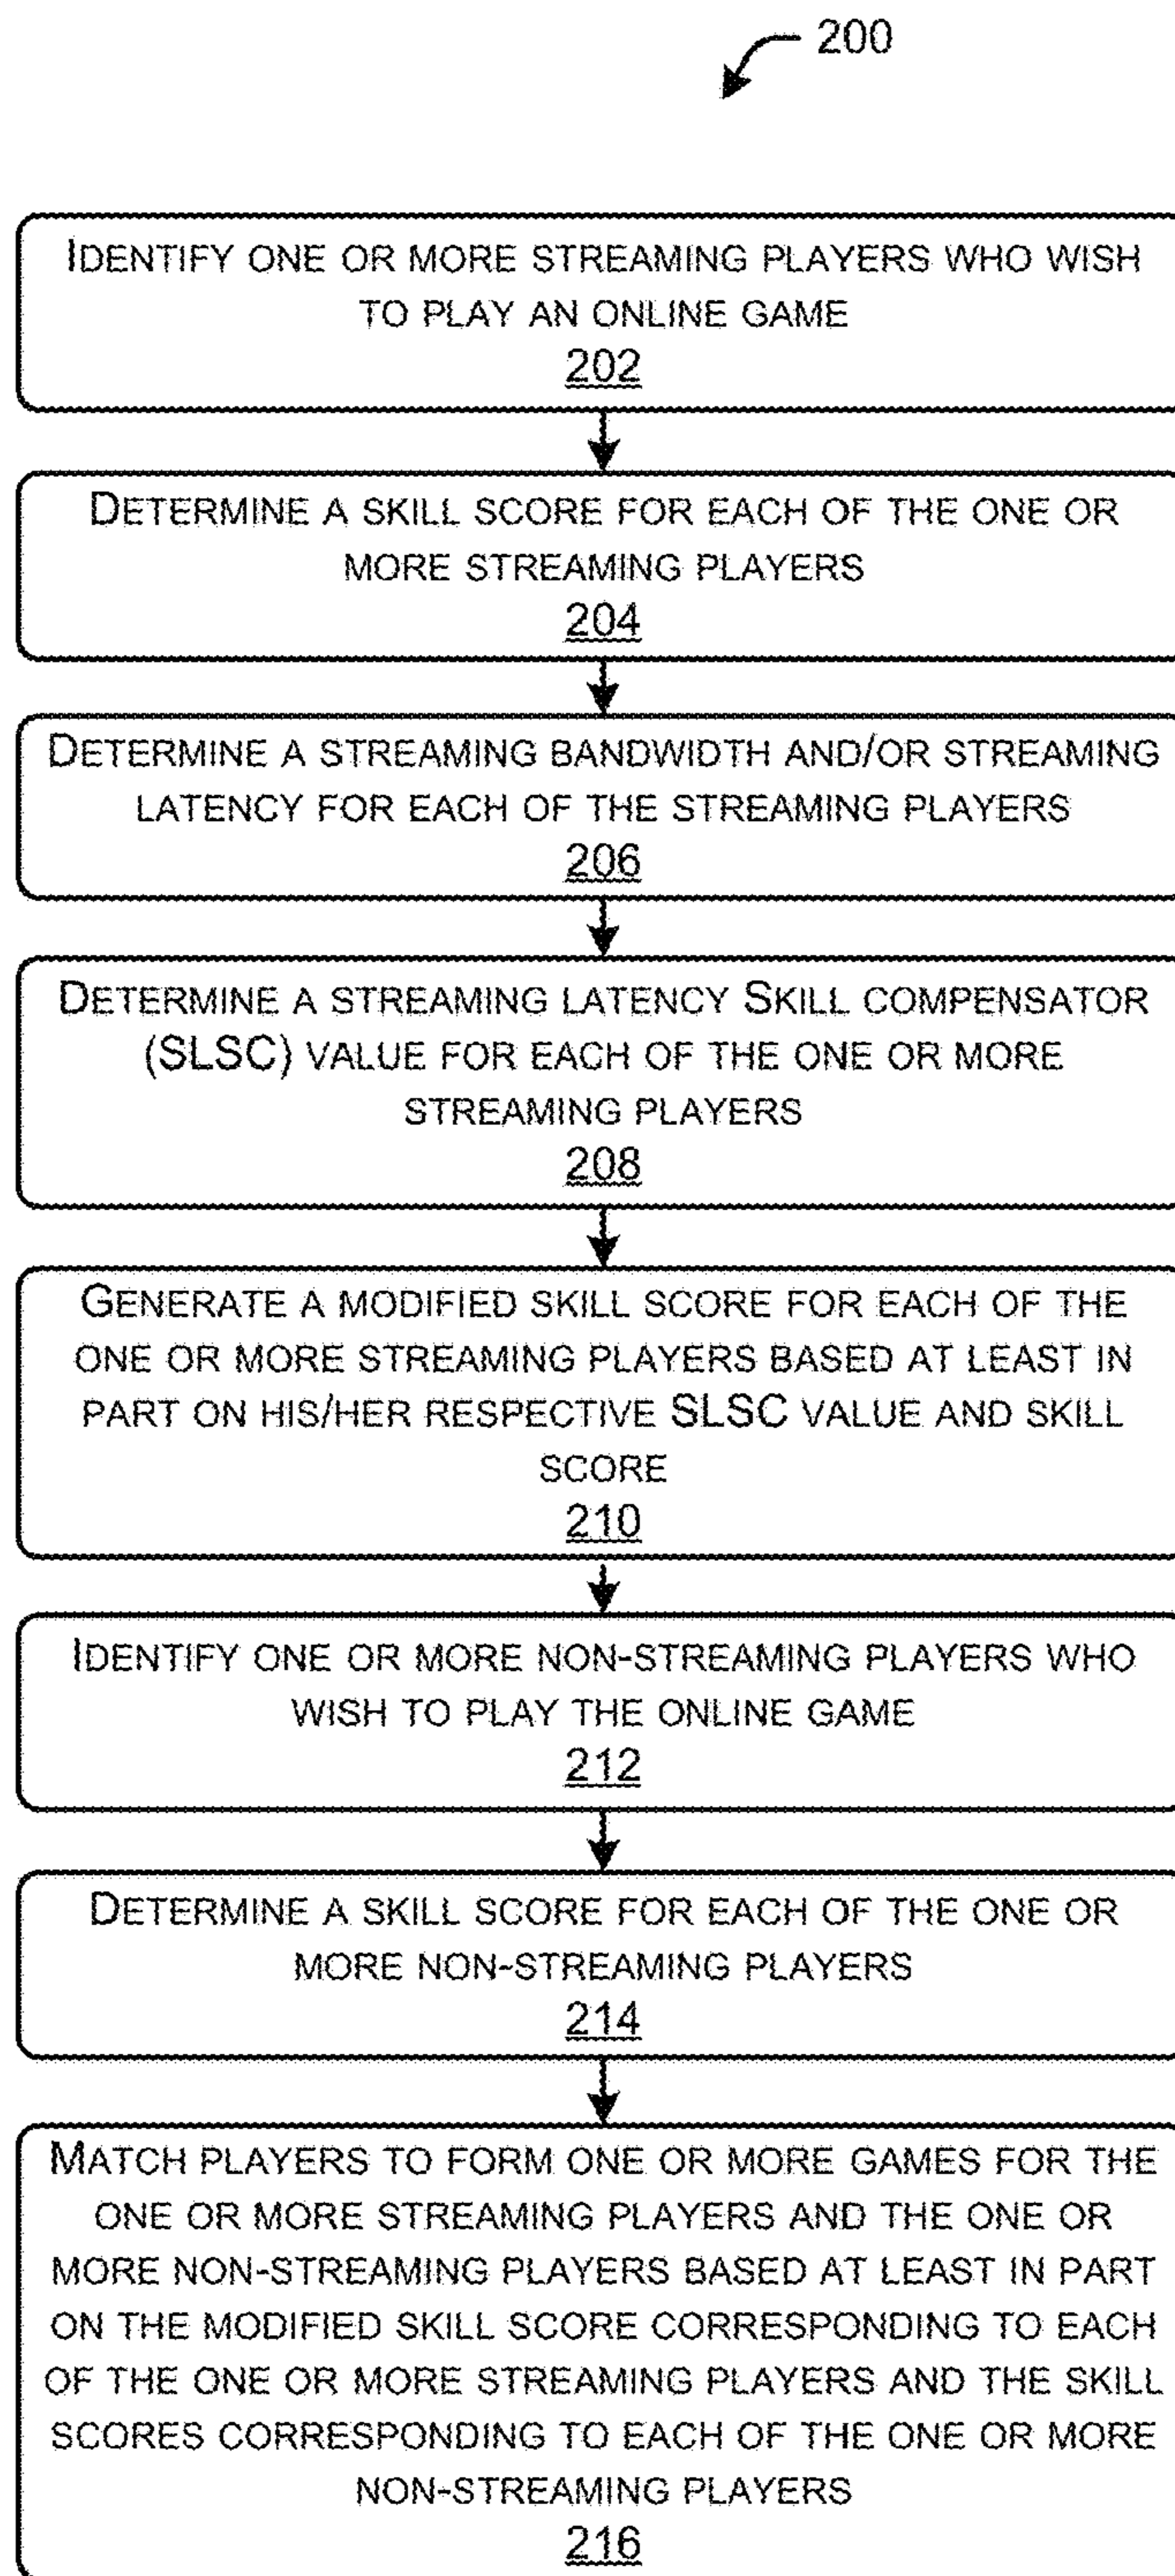 200
IDENTIFY ONE OR MORE STREAMING PLAYERS WHO WISH
TO PLAY AN ONLINE GAME
202
DETERMINE A SKILL SCORE FOR EACH OF THE ONE OR
MORE STREAMING PLAYERS
204
DETERMINE A STREAMING BANDWIDTH AND/OR STREAMING
LATENCY FOR EACH OF THE STREAMING PLAYERS
206
DETERMINE A STREAMING LATENCY SKILL COMPENSATOR
(SLSC) VALUE FOR EACH OF THE ONE OR MORE
STREAMING PLAYERS
208
GENERATE A MODIFIED SKILL SCORE FOR EACH OF THE
ONE OR MORE STREAMING PLAYERS BASED AT LEAST IN
PART ON HIS/HER RESPECTIVE SLSC VALUE AND SKILL
SCORE
210
IDENTIFY ONE OR MORE NON-STREAMING PLAYERS WHO
WISH TO PLAY THE ONLINE GAME
212
DETERMINE A SKILL SCORE FOR EACH OF THE ONE OR
MORE NON-STREAMING PLAYERS
214
MATCH PLAYERS TO FORM ONE OR MORE GAMES FOR THE
ONE OR MORE STREAMING PLAYERS AND THE ONE OR
MORE NON-STREAMING PLAYERS BASED AT LEAST IN PART
ON THE MODIFIED SKILL SCORE CORRESPONDING TO EACH
OF THE ONE OR MORE STREAMING PLAYERS AND THE SKILL
SCORES CORRESPONDING TO EACH OF THE ONE OR MORE
NON-STREAMING PLAYERS
216